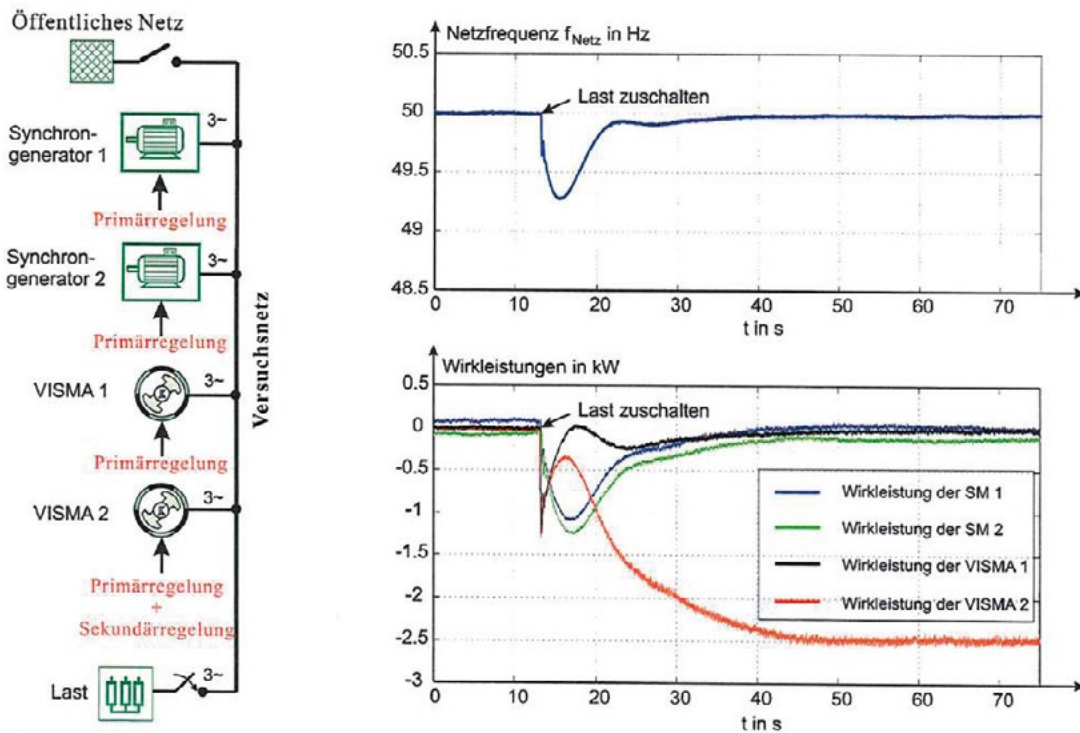 Öffentliches Netz
3~
Synchron-
generator 1
Primärregelung
3~
Synchron-
generator 2
Primärregelung
VISMA 1
3~
Primärregelung
VISMA 2
3~
Primärregelung
+
Sekundärregelung
Last
3~
Versuchsnetz
Netzfrequenz fNetz in Hz
50.5
50
49.5
49
48.5
Last zuschalten
0 10 20 30 40 50 60 70
t in s
Wirkleistungen in kW
0.5
0
-0.5
-1
-1.5
-2
-2.5
-3
Last zuschalten
Wirkleistung der SM 1
Wirkleistung der SM 2
Wirkleistung der VISMA 1
Wirkleistung der VISMA 2
0 10 20 30 40 50 60 70
t in s